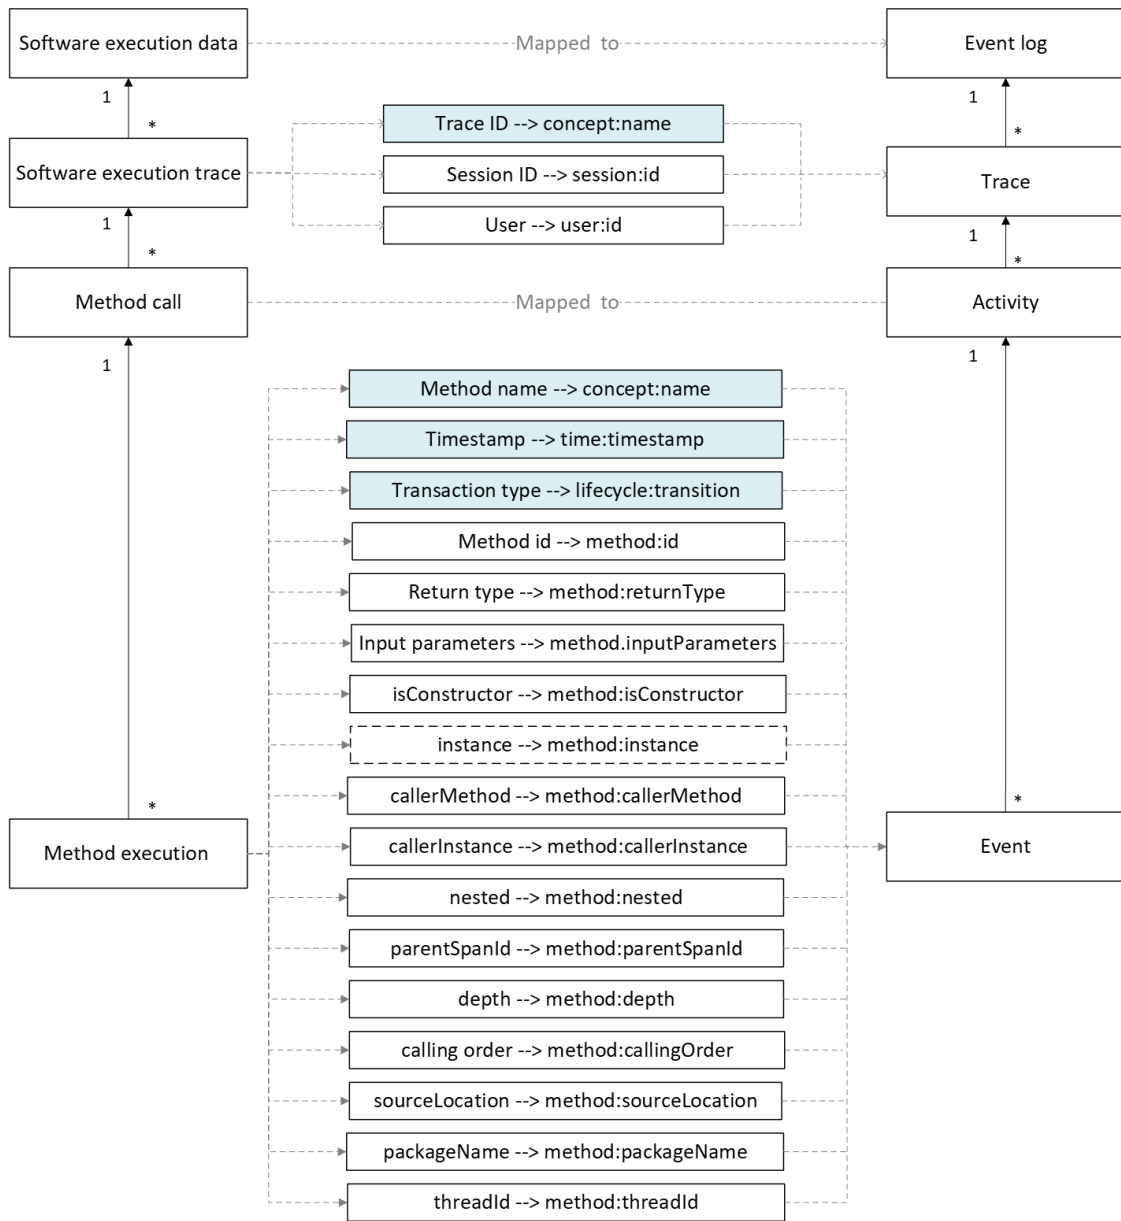 Software execution data
Mapped to
Event log
1
1
*
*
Trace ID --> concept:name
Software execution trace
Session ID --> session:id
Trace
User --> user:id
1
1
*
*
Method call
Mapped to
Activity
1
1
Method name --> concept:name
Timestamp --> time:timestamp
Transaction type --> lifecycle:transition
Method id --> method:id
Return type --> method:returnType
Input parameters --> method.inputParameters
isConstructor --> method:isConstructor
instance --> method:instance
callerMethod --> method:callerMethod
*
*
Method execution
callerInstance --> method:callerInstance
Event
nested --> method:nested
parentSpanId --> method:parentSpanId
depth --> method:depth
calling order --> method:callingOrder
sourceLocation --> method:sourceLocation
packageName --> method:packageName
threadId --> method:threadId